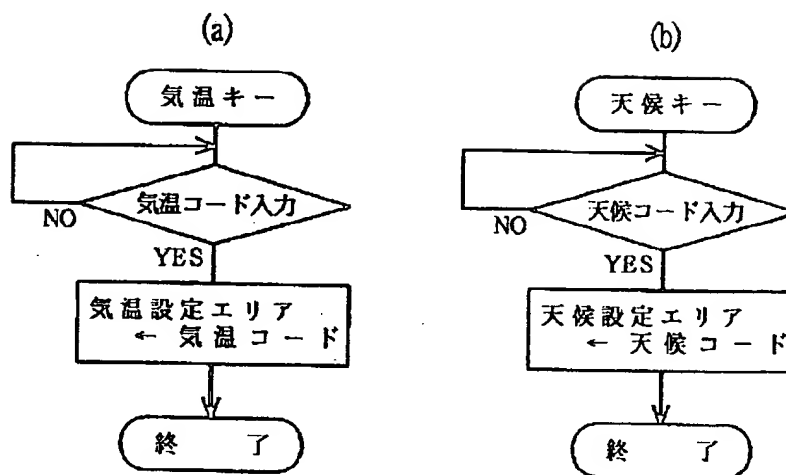 (a)
気温キー
気温コード入力
NO
YES
気温設定エリア
← 気温コード
終 了
(b)
天候キー
天候コード入力
NO
YES
天候設定エリア
← 天候コード
終 了